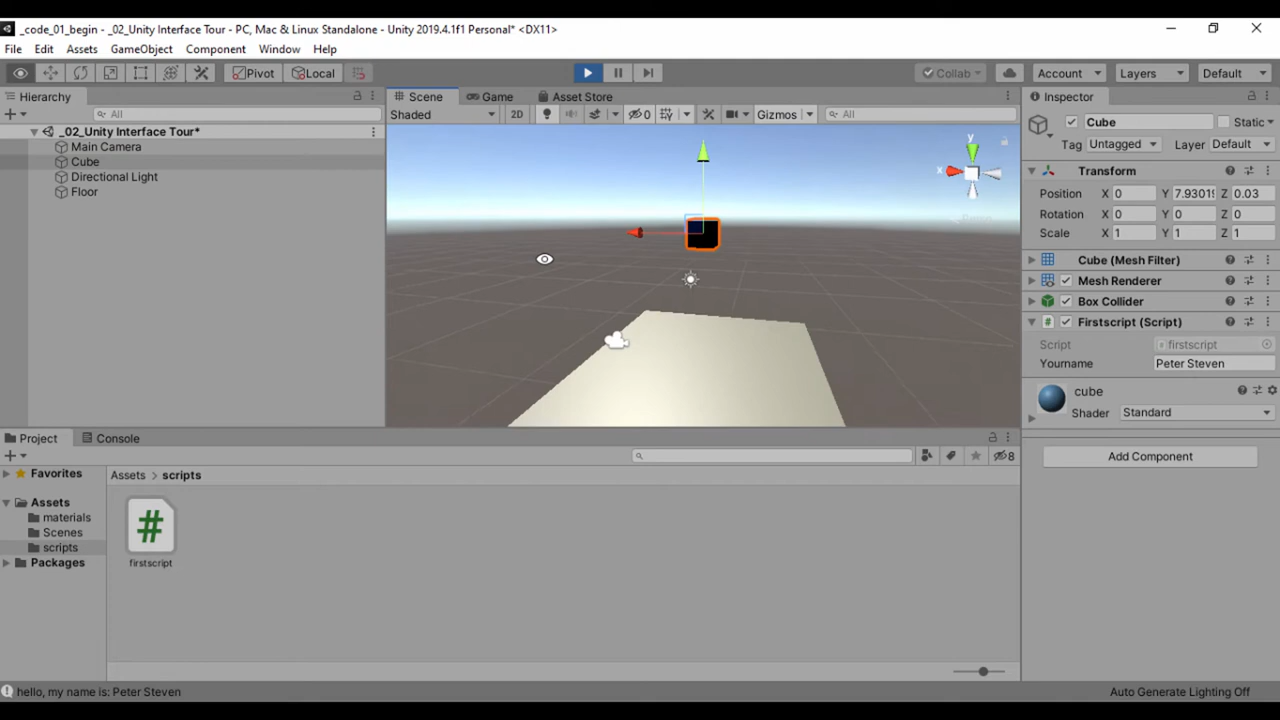 _code_01_begin - _02_Unity Interface Tour - PC, Mac & Linux Standalone - Unity 2019.4.1f1 Personal* <DX11>
File Edit Assets GameObject Component Window Help
Pivot Local Collab Account Layers Default
Hierarchy
All
_02_Unity Interface Tour*
Main Camera
Cube
Directional Light
Floor
Scene Game Asset Store
Shaded 2D 0 Gizmos All
y
x
Inspector
Cube Static
Tag Untagged Layer Default
Transform
Position X 0 Y 7.93019 Z 0.03
Rotation X 0 Y 0 Z 0
Scale X 1 Y 1 Z 1
Cube (Mesh Filter)
Mesh Renderer
Box Collider
Firstscript (Script)
Script firstscript
Yourname Peter Steven
cube
Shader Standard
Add Component
Project Console
8
Favorites
Assets
materials
Scenes
scripts
Packages
Assets > scripts
#
firstscript
hello, my name is: Peter Steven
Auto Generate Lighting Off